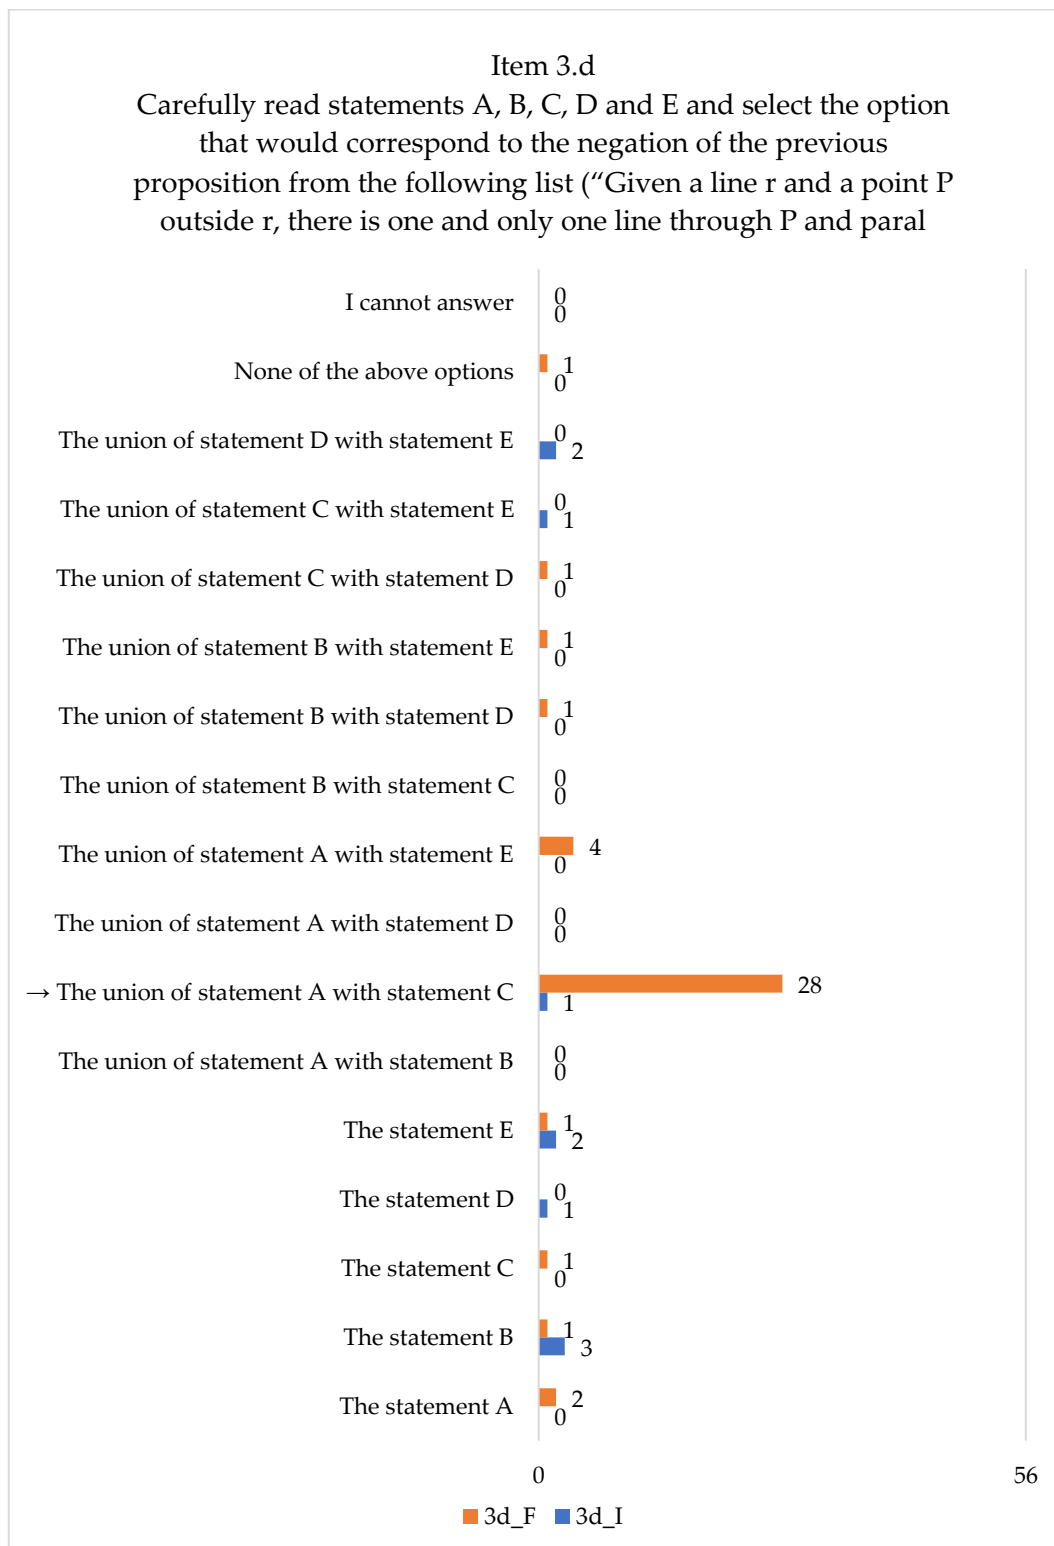 Item 3.d
Carefully read statements A, B, C, D and E and select the option
that would correspond to the negation of the previous
proposition from the following list (“Given a line r and a point P
outside r, there is one and only one line through P and paral
I cannot answer
0
0
None of the above options
1
0
The union of statement D with statement E
0
2
The union of statement C with statement E
0
1
The union of statement C with statement D
1
0
The union of statement B with statement E
1
0
The union of statement B with statement D
1
0
The union of statement B with statement C
0
0
The union of statement A with statement E
4
0
The union of statement A with statement D
0
0
→ The union of statement A with statement C
28
1
The union of statement A with statement B
0
0
The statement E
1
2
The statement D
0
1
The statement C
1
0
The statement B
1
3
The statement A
2
0
0 56
3d_F 3d_I